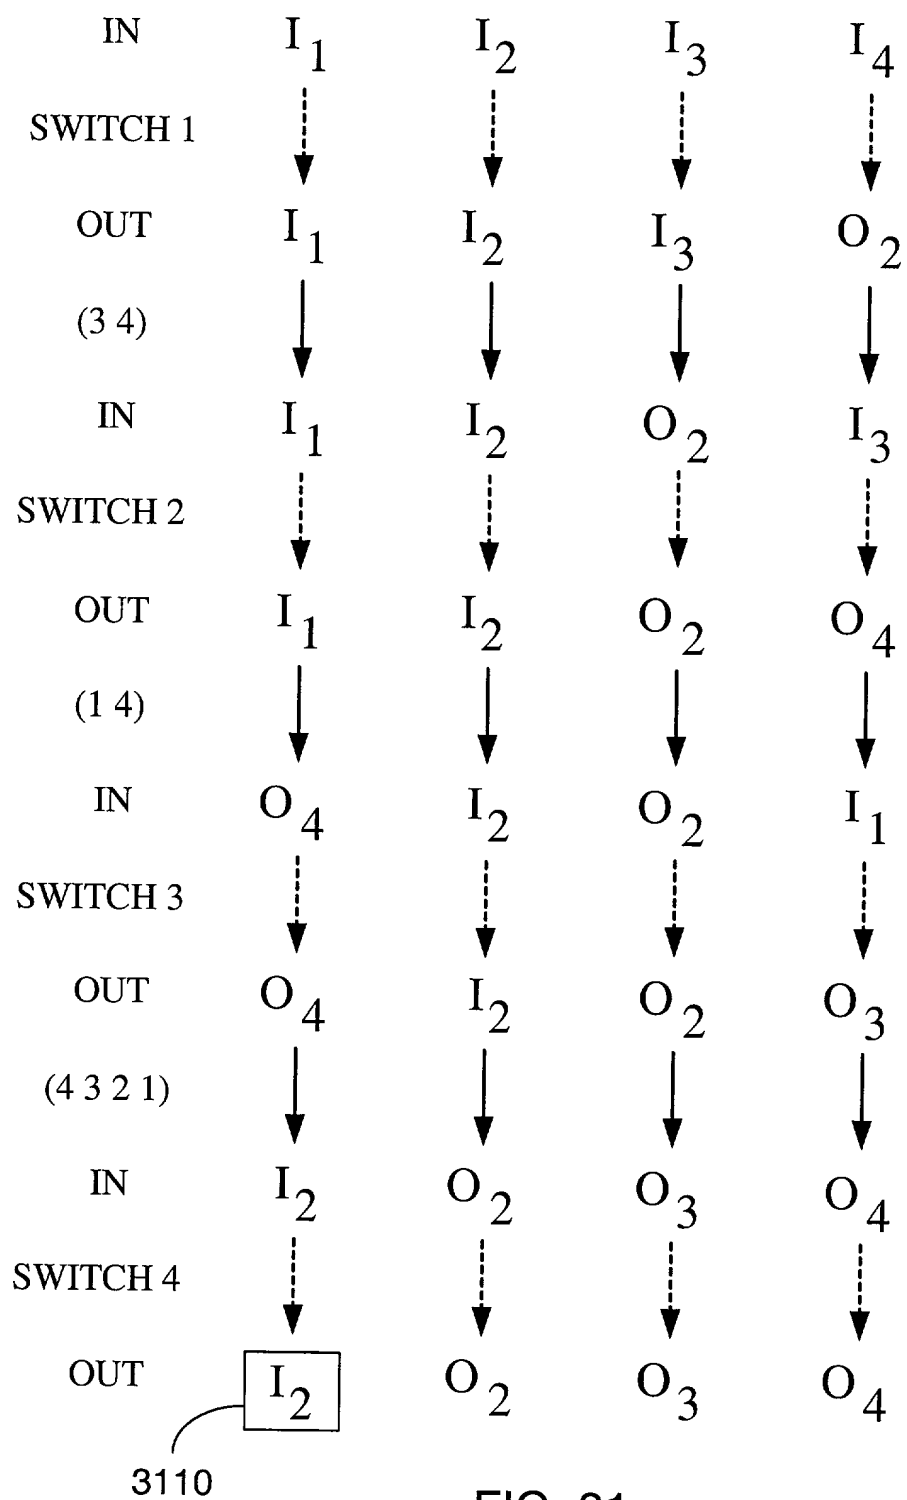 IN I1 I2 I3 I4
SWITCH 1
OUT I1 I2 I3 O2
(3 4)
IN I1 I2 O2 I3
SWITCH 2
OUT I1 I2 O2 O4
(1 4)
IN O4 I2 O2 I1
SWITCH 3
OUT O4 I2 O2 O3
(4 3 2 1)
IN I2 O2 O3 O4
SWITCH 4
OUT I2 O2 O3 O4
3110